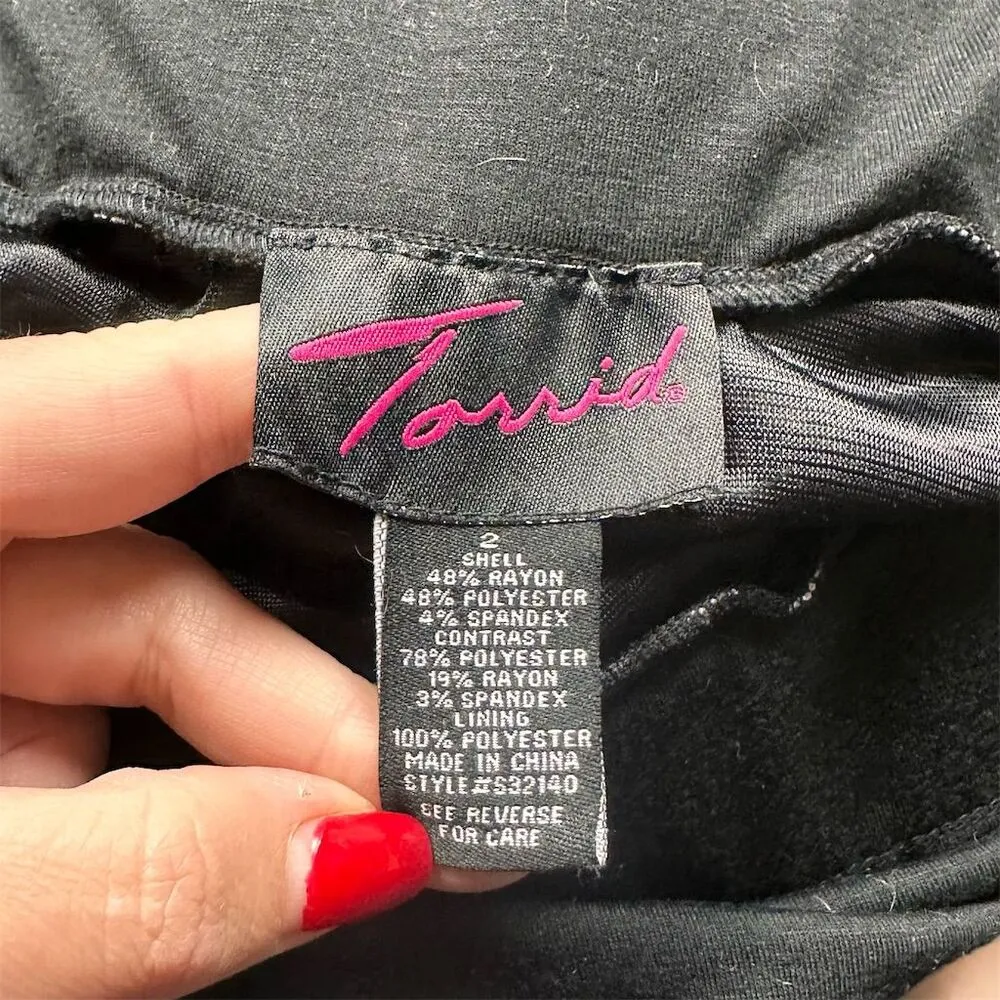 Torrid®
2
SHELL
48% RAYON
48% POLYESTER
4% SPANDEX
CONTRAST
78% POLYESTER
19% RAYON
3% SPANDEX
LINING
100% POLYESTER
MADE IN CHINA
STYLE#S32140
SEE REVERSE
FOR CARE